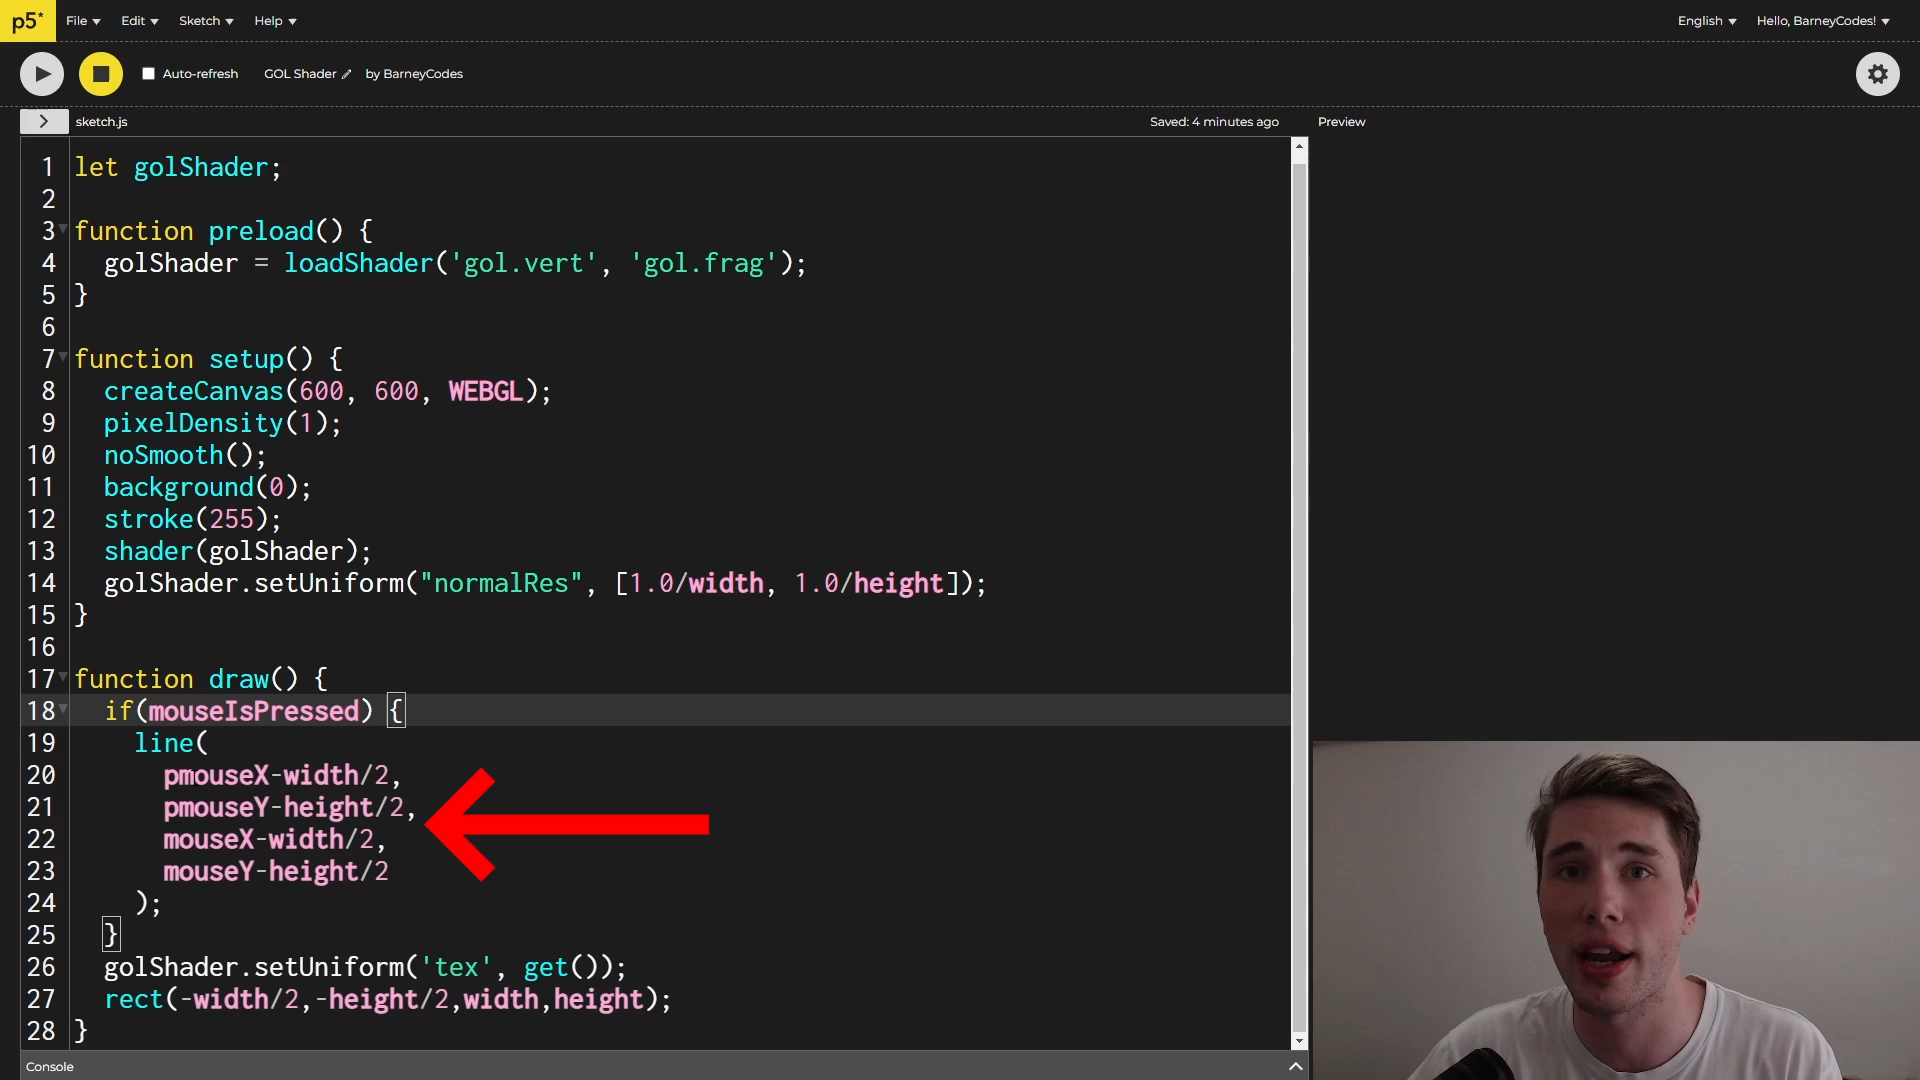 p5* File Edit Sketch Help English Hello, BarneyCodes!
Auto-refresh GOL Shader by BarneyCodes
> sketch.js Saved: 4 minutes ago Preview
1 let golShader;
2
3 function preload() {
4 golShader = loadShader('gol.vert', 'gol.frag');
5 }
6
7 function setup() {
8 createCanvas(600, 600, WEBGL);
9 pixelDensity(1);
10 noSmooth();
11 background(0);
12 stroke(255);
13 shader(golShader);
14 golShader.setUniform("normalRes", [1.0/width, 1.0/height]);
15 }
16
17 function draw() {
18 if(mouseIsPressed) {
19 line(
20 pmouseX-width/2,
21 pmouseY-height/2,
22 mouseX-width/2,
23 mouseY-height/2
24 );
25 }
26 golShader.setUniform('tex', get());
27 rect(-width/2,-height/2,width,height);
28 }
Console